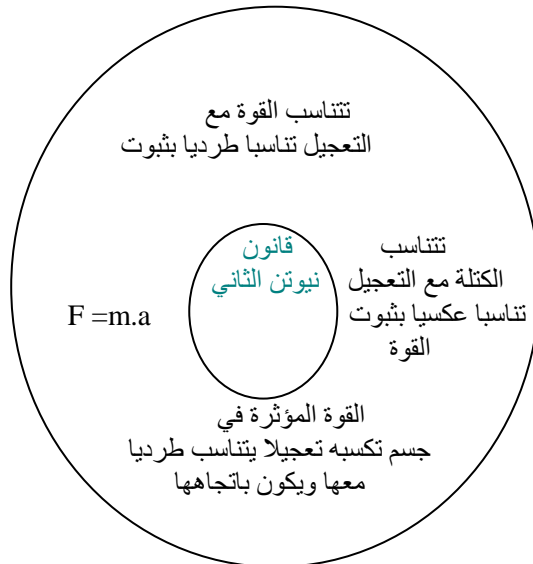 تتناسب القوة مع
التعجيل تناسبا طرديا بثبوت
قانون
نيوتن الثاني
تتناسب
الكتلة مع التعجيل
تناسبا عكسيا بثبوت
القوة
F =m.a
القوة المؤثرة في
جسم تكسبه تعجيلا يتناسب طرديا
معها ويكون باتجاهها